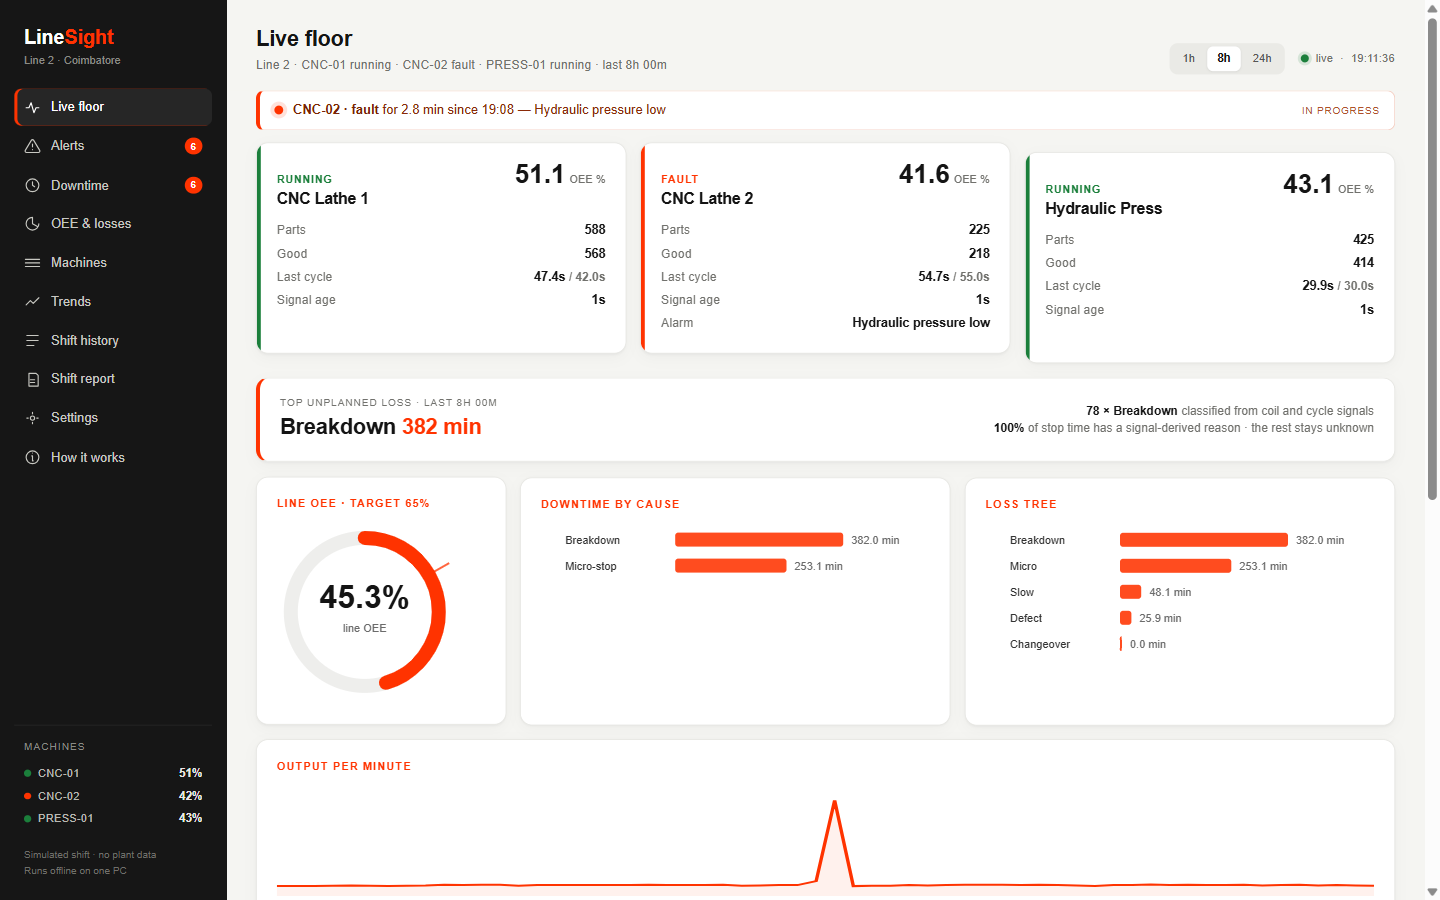 LineSight
Line 2 · Coimbatore
Live floor
Alerts 6
Downtime 6
OEE & losses
Machines
Trends
Shift history
Shift report
Settings
How it works
MACHINES
CNC-01 51%
CNC-02 42%
PRESS-01 43%
Simulated shift · no plant data
Runs offline on one PC
Live floor
Line 2 · CNC-01 running · CNC-02 fault · PRESS-01 running · last 8h 00m
1h 8h 24h
live · 19:11:36
CNC-02 · fault for 2.8 min since 19:08 — Hydraulic pressure low
IN PROGRESS
RUNNING
CNC Lathe 1
51.1 OEE %
Parts 588
Good 568
Last cycle 47.4s / 42.0s
Signal age 1s
FAULT
CNC Lathe 2
41.6 OEE %
Parts 225
Good 218
Last cycle 54.7s / 55.0s
Signal age 1s
Alarm Hydraulic pressure low
RUNNING
Hydraulic Press
43.1 OEE %
Parts 425
Good 414
Last cycle 29.9s / 30.0s
Signal age 1s
TOP UNPLANNED LOSS · LAST 8H 00M
Breakdown 382 min
78 × Breakdown classified from coil and cycle signals
100% of stop time has a signal-derived reason · the rest stays unknown
LINE OEE · TARGET 65%
45.3%
line OEE
DOWNTIME BY CAUSE
Breakdown 382.0 min
Micro-stop 253.1 min
LOSS TREE
Breakdown 382.0 min
Micro 253.1 min
Slow 48.1 min
Defect 25.9 min
Changeover 0.0 min
OUTPUT PER MINUTE